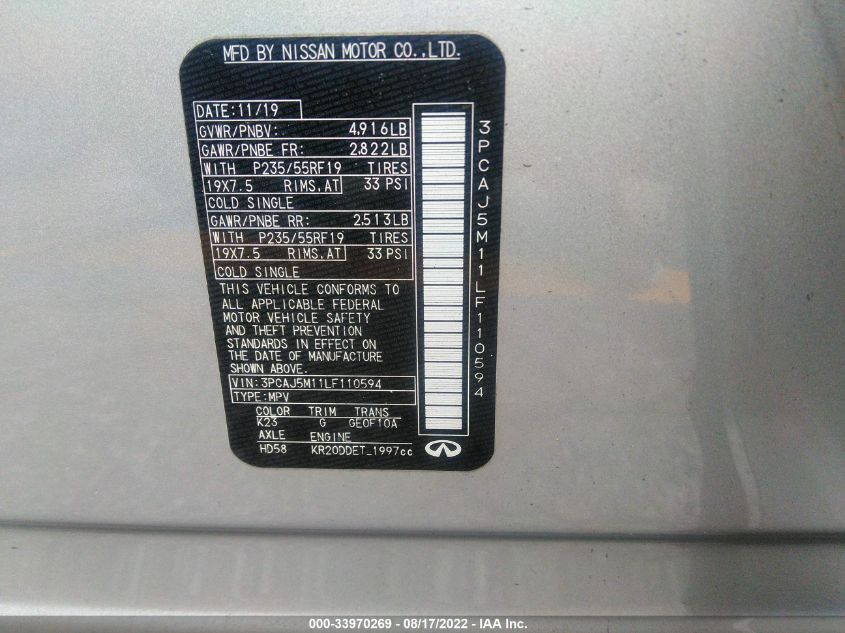 MFD BY NISSAN MOTOR CO.,LTD.
DATE:11/19
GVWR/PNBV: 4,916LB
GAWR/PNBE FR: 2,822LB
WITH P235/55RF19 TIRES
19X7.5 RIMS,AT 33 PSI
COLD SINGLE
GAWR/PNBE RR: 2,513LB
WITH P235/55RF19 TIRES
19X7.5 RIMS,AT 33 PSI
COLD SINGLE
THIS VEHICLE CONFORMS TO
ALL APPLICABLE FEDERAL
MOTOR VEHICLE SAFETY
AND THEFT PREVENTION
STANDARDS IN EFFECT ON
THE DATE OF MANUFACTURE
SHOWN ABOVE.
VIN:3PCAJ5M11LF110594
TYPE:MPV
COLOR TRIM TRANS
K23 G GE0F10A
AXLE ENGINE
HD58 KR20DDET_1997cc
3PCAJ5M11LF110594
000-33970269 - 08/17/2022 - IAA Inc.